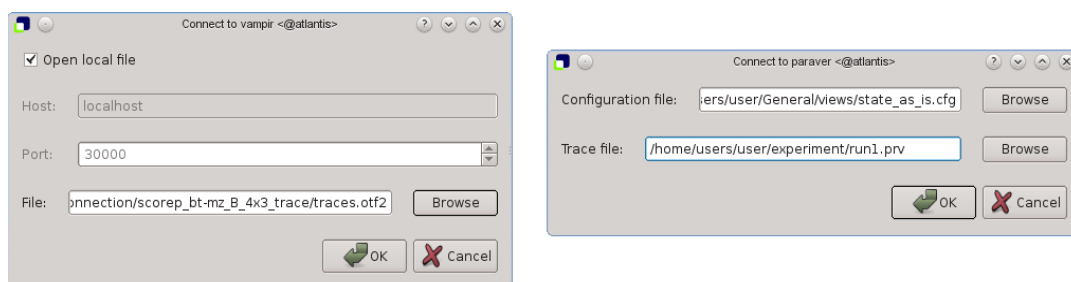 Connect to vampir <@atlantis>
Open local file
Host: localhost
Port: 30000
File: onnection/scorep_bt-mz_B_4x3_trace/traces.otf2 Browse
OK Cancel
Connect to paraver <@atlantis>
Configuration file: sers/user/General/views/state_as_is.cfg Browse
Trace file: /home/users/user/experiment/run1.prv Browse
OK Cancel